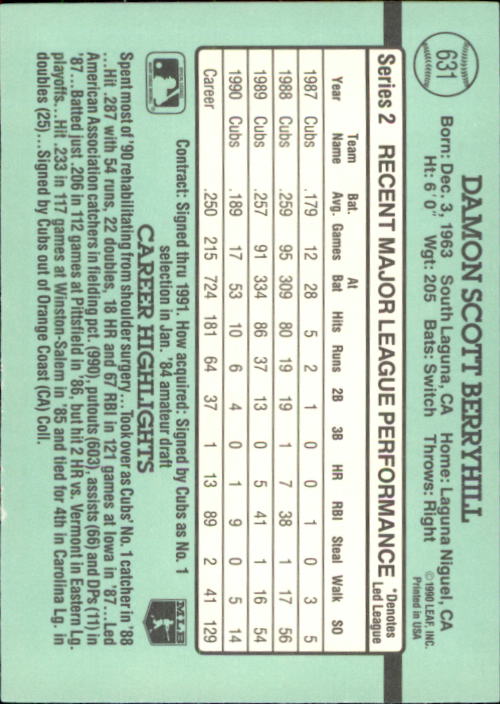 631
DAMON SCOTT BERRYHILL
Born: Dec. 3, 1963 South Laguna, CA Home: Laguna Niguel, CA
Ht: 6' 0" Wgt: 205 Bats: Switch Throws: Right
© 1990 LEAF, INC.
Printed in USA
Series 2 RECENT MAJOR LEAGUE PERFORMANCE *Denotes Led League
Year Team Name Bat. Avg. Games At Bat Hits Runs 2B 3B HR RBI Steal Walk SO
1987 Cubs .179 12 28 5 2 1 0 0 1 0 3 5
1988 Cubs .259 95 309 80 19 19 1 7 38 1 17 56
1989 Cubs .257 91 334 86 37 13 0 5 41 1 16 54
1990 Cubs .189 17 53 10 6 4 0 1 9 0 5 14
Career .250 215 724 181 64 37 1 13 89 2 41 129
Contract: Signed thru 1991. How acquired: Signed by Cubs as No. 1
selection in Jan. '84 amateur draft
CAREER HIGHLIGHTS
Spent most of '90 rehabilitating from shoulder surgery...Took over as Cubs' No. 1 catcher in '88
...Hit .287 with 54 runs, 22 doubles, 18 HR and 67 RBI in 121 games at Iowa in '87...Led
American Association catchers in fielding pct. (990), putouts (603), assists (66) and DPs (11) in
'87...Batted just .206 in 112 games at Pittsfield in '86, but hit 2 HR vs. Vermont in Eastern Lg.
playoffs...Hit .233 in 117 games at Winston-Salem in '85 and tied for 4th in Carolina Lg. in
doubles (25)...Signed by Cubs out of Orange Coast (CA) Coll.